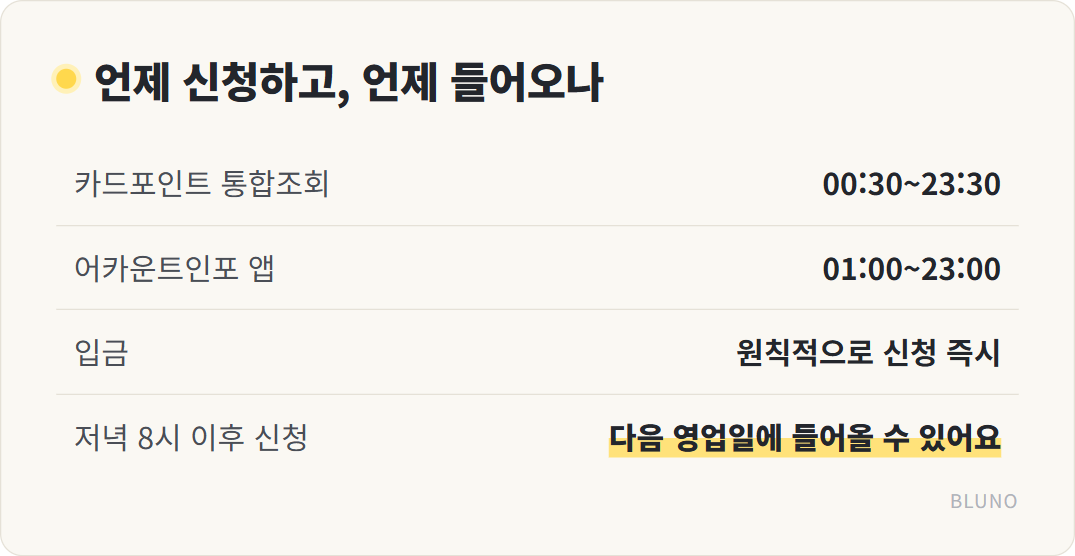 언제 신청하고, 언제 들어오나
카드포인트 통합조회 00:30~23:30
어카운트인포 앱 01:00~23:00
입금 원칙적으로 신청 즉시
저녁 8시 이후 신청 다음 영업일에 들어올 수 있어요
BLUNO